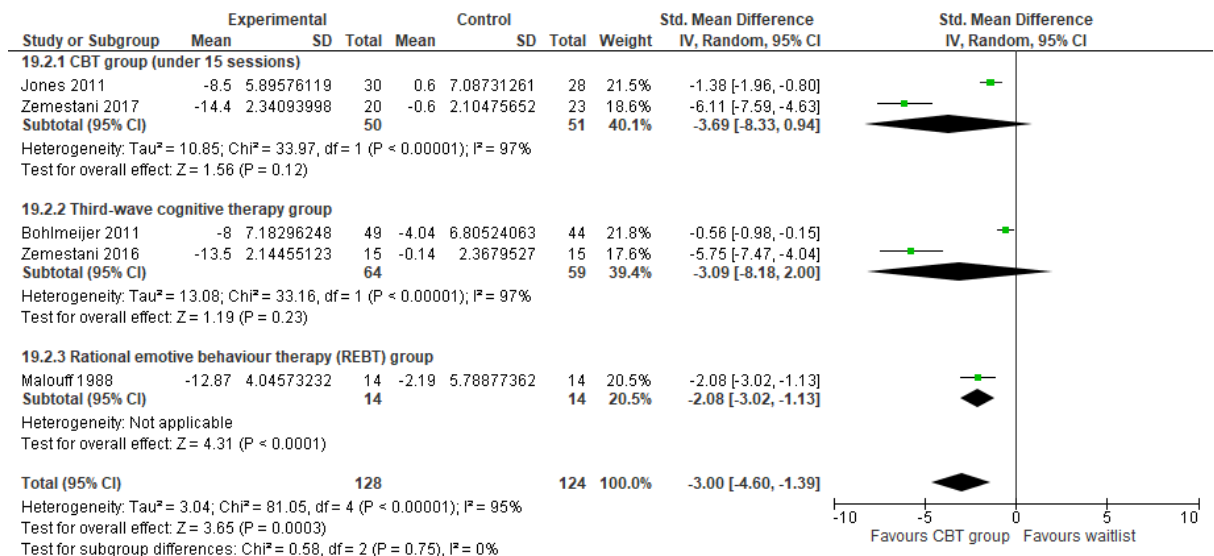 Experimental Control Std. Mean Difference Std. Mean Difference
Study or Subgroup Mean SD Total Mean SD Total Weight IV, Random, 95% CI IV, Random, 95% CI
19.2.1 CBT group (under 15 sessions)
Jones 2011 -8.5 5.89576119 30 0.6 7.08731261 28 21.5% -1.38 [-1.96, -0.80]
Zemestani 2017 -14.4 2.34093998 20 -0.6 2.10475652 23 18.6% -6.11 [-7.59, -4.63]
Subtotal (95% CI) 50 51 40.1% -3.69 [-8.33, 0.94]
Heterogeneity: Tau² = 10.85; Chi² = 33.97, df = 1 (P < 0.00001); I² = 97%
Test for overall effect: Z = 1.56 (P = 0.12)
19.2.2 Third-wave cognitive therapy group
Bohlmeijer 2011 -8 7.18296248 49 -4.04 6.80524063 44 21.8% -0.56 [-0.98, -0.15]
Zemestani 2016 -13.5 2.14455123 15 -0.14 2.3679527 15 17.6% -5.75 [-7.47, -4.04]
Subtotal (95% CI) 64 59 39.4% -3.09 [-8.18, 2.00]
Heterogeneity: Tau² = 13.08; Chi² = 33.16, df = 1 (P < 0.00001); I² = 97%
Test for overall effect: Z = 1.19 (P = 0.23)
19.2.3 Rational emotive behaviour therapy (REBT) group
Malouff 1988 -12.87 4.04573232 14 -2.19 5.78877362 14 20.5% -2.08 [-3.02, -1.13]
Subtotal (95% CI) 14 14 20.5% -2.08 [-3.02, -1.13]
Heterogeneity: Not applicable
Test for overall effect: Z = 4.31 (P < 0.0001)
Total (95% CI) 128 124 100.0% -3.00 [-4.60, -1.39]
Heterogeneity: Tau² = 3.04; Chi² = 81.05, df = 4 (P < 0.00001); I² = 95%
Test for overall effect: Z = 3.65 (P = 0.0003)
Test for subgroup differences: Chi² = 0.58, df = 2 (P = 0.75), I² = 0%
-10 -5 0 5 10
Favours CBT group Favours waitlist